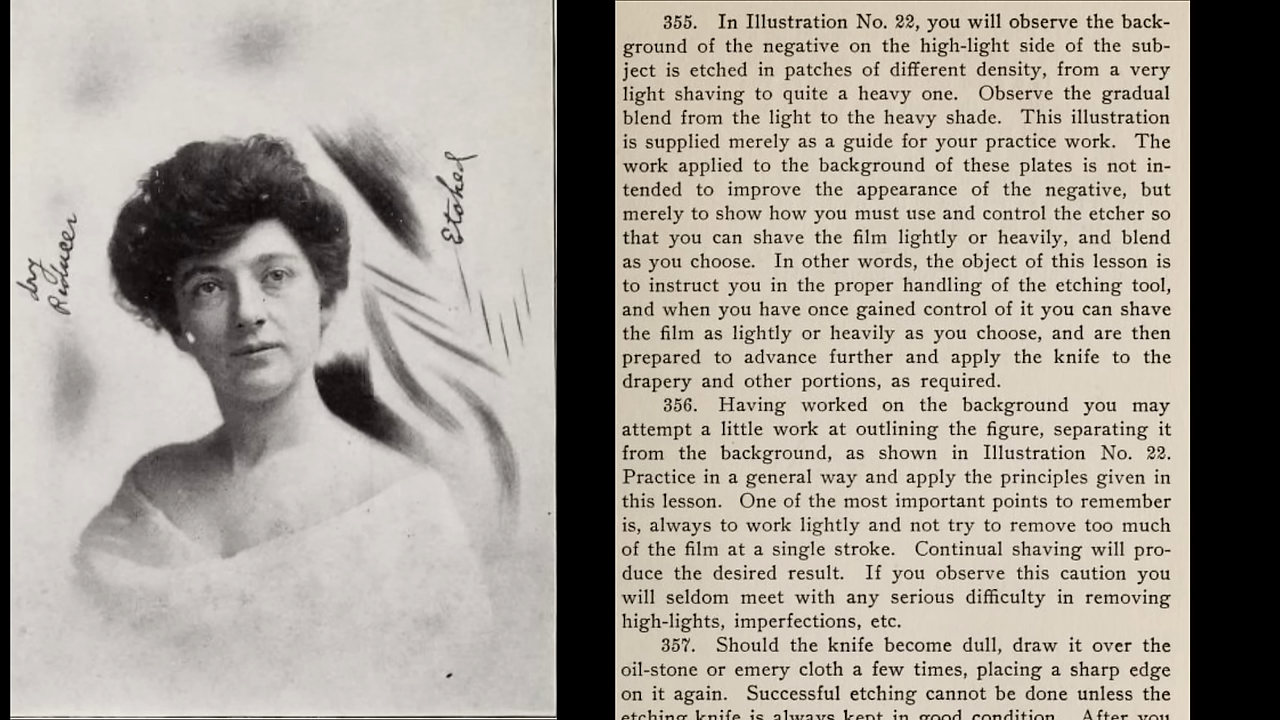 dry
Reducer
Etched
355. In Illustration No. 22, you will observe the back-
ground of the negative on the high-light side of the sub-
ject is etched in patches of different density, from a very
light shaving to quite a heavy one. Observe the gradual
blend from the light to the heavy shade. This illustration
is supplied merely as a guide for your practice work. The
work applied to the background of these plates is not in-
tended to improve the appearance of the negative, but
merely to show how you must use and control the etcher so
that you can shave the film lightly or heavily, and blend
as you choose. In other words, the object of this lesson is
to instruct you in the proper handling of the etching tool,
and when you have once gained control of it you can shave
the film as lightly or heavily as you choose, and are then
prepared to advance further and apply the knife to the
drapery and other portions, as required.
356. Having worked on the background you may
attempt a little work at outlining the figure, separating it
from the background, as shown in Illustration No. 22.
Practice in a general way and apply the principles given in
this lesson. One of the most important points to remember
is, always to work lightly and not try to remove too much
of the film at a single stroke. Continual shaving will pro-
duce the desired result. If you observe this caution you
will seldom meet with any serious difficulty in removing
high-lights, imperfections, etc.
357. Should the knife become dull, draw it over the
oil-stone or emery cloth a few times, placing a sharp edge
on it again. Successful etching cannot be done unless the
etching knife is always kept in good condition. After you